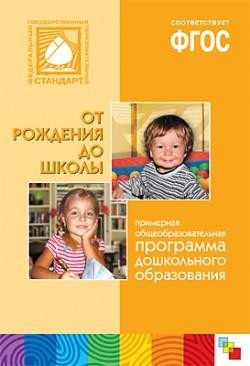 ФЕДЕРАЛЬНЫЙ ГОСУДАРСТВЕННЫЙ ОБРАЗОВАТЕЛЬНЫЙ
СТАНДАРТ
СООТВЕТСТВУЕТ
ФГОС
ОТ
РОЖДЕНИЯ ДО
ШКОЛЫ
примерная
общеобразовательная
программа
дошкольного
образования